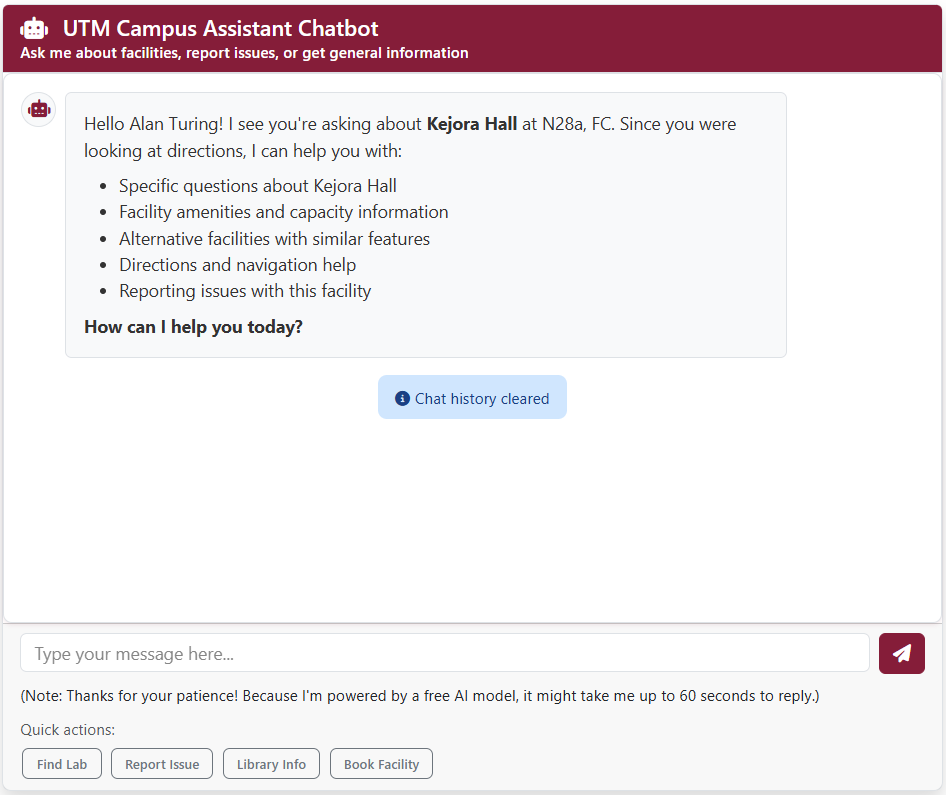 UTM Campus Assistant Chatbot
Ask me about facilities, report issues, or get general information
Hello Alan Turing! I see you're asking about Kejora Hall at N28a, FC. Since you were
looking at directions, I can help you with:
• Specific questions about Kejora Hall
• Facility amenities and capacity information
• Alternative facilities with similar features
• Directions and navigation help
• Reporting issues with this facility
How can I help you today?
Chat history cleared
Type your message here...
(Note: Thanks for your patience! Because I'm powered by a free AI model, it might take me up to 60 seconds to reply.)
Quick actions:
Find Lab Report Issue Library Info Book Facility